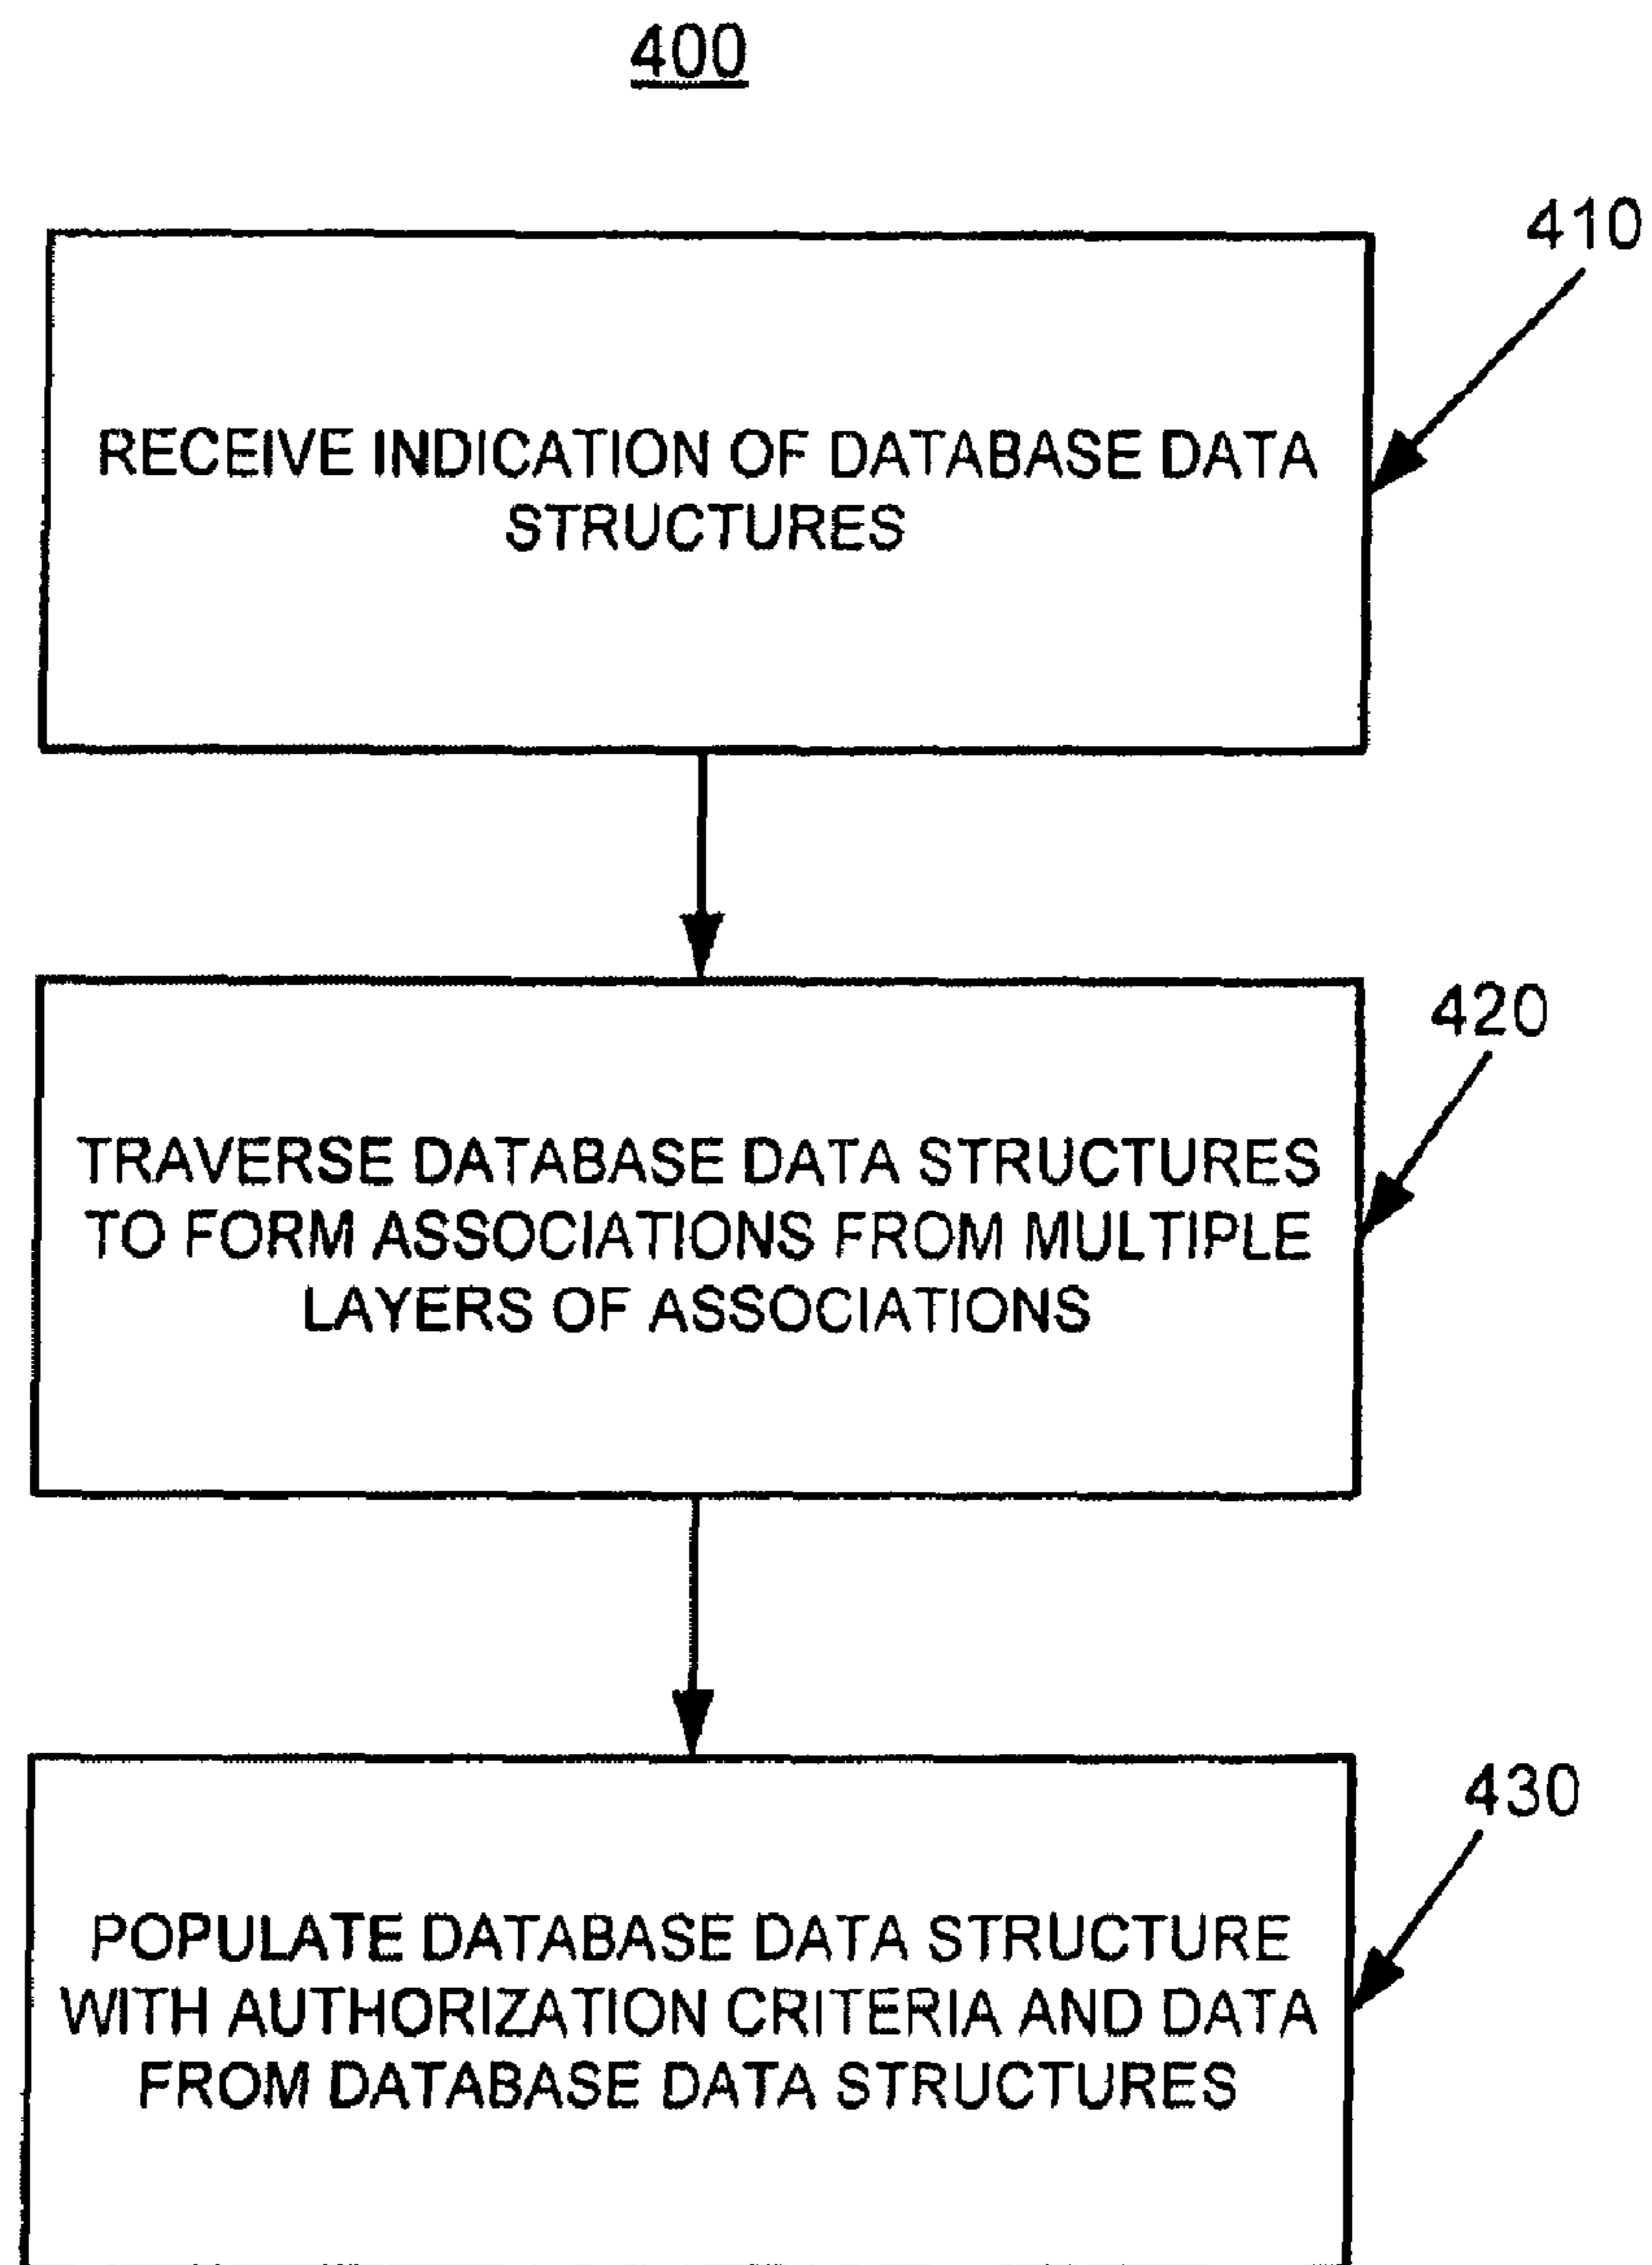 400
410
RECEIVE INDICATION OF DATABASE DATA
STRUCTURES
420
TRAVERSE DATABASE DATA STRUCTURES
TO FORM ASSOCIATIONS FROM MULTIPLE
LAYERS OF ASSOCIATIONS
430
POPULATE DATABASE DATA STRUCTURE
WITH AUTHORIZATION CRITERIA AND DATA
FROM DATABASE DATA STRUCTURES